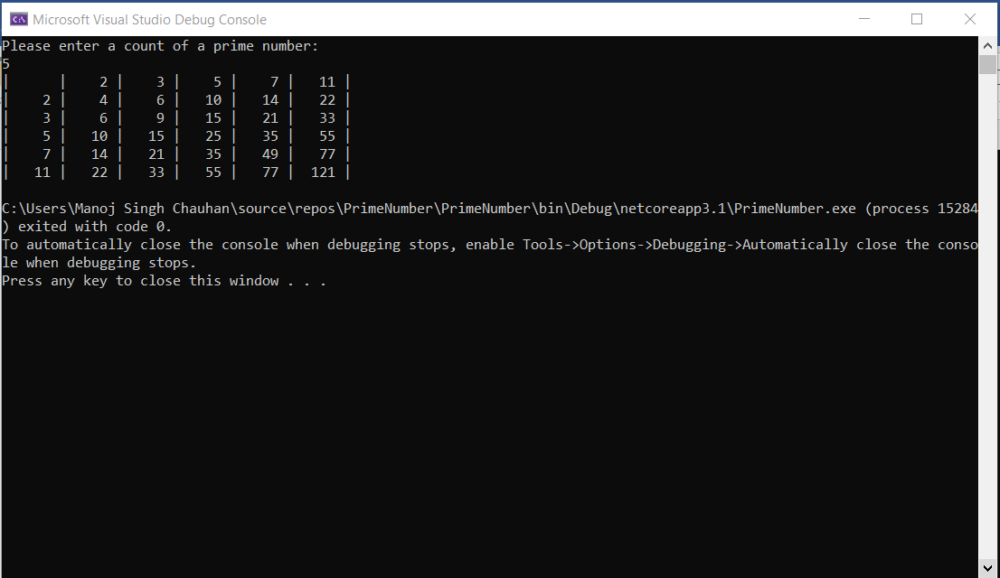 Microsoft Visual Studio Debug Console
Please enter a count of a prime number:
5
|      |    2 |    3 |    5 |    7 |   11 |
|    2 |    4 |    6 |   10 |   14 |   22 |
|    3 |    6 |    9 |   15 |   21 |   33 |
|    5 |   10 |   15 |   25 |   35 |   55 |
|    7 |   14 |   21 |   35 |   49 |   77 |
|   11 |   22 |   33 |   55 |   77 |  121 |
C:\Users\Manoj Singh Chauhan\source\repos\PrimeNumber\PrimeNumber\bin\Debug\netcoreapp3.1\PrimeNumber.exe (process 15284
) exited with code 0.
To automatically close the console when debugging stops, enable Tools->Options->Debugging->Automatically close the conso
le when debugging stops.
Press any key to close this window . . .